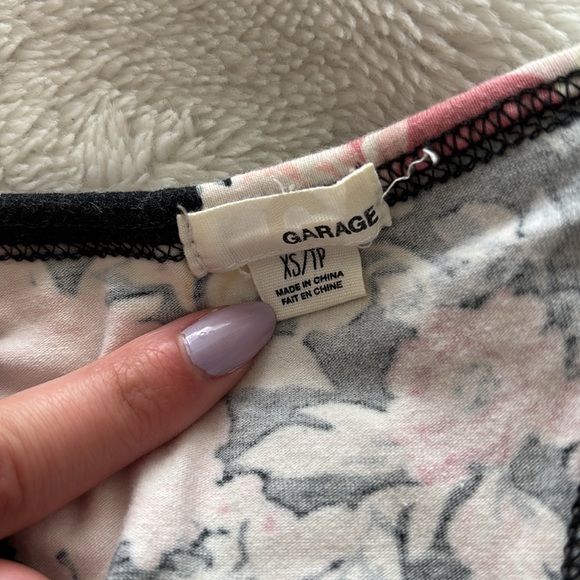 GARAGE
XS/TP
MADE IN CHINA
FAIT EN CHINE